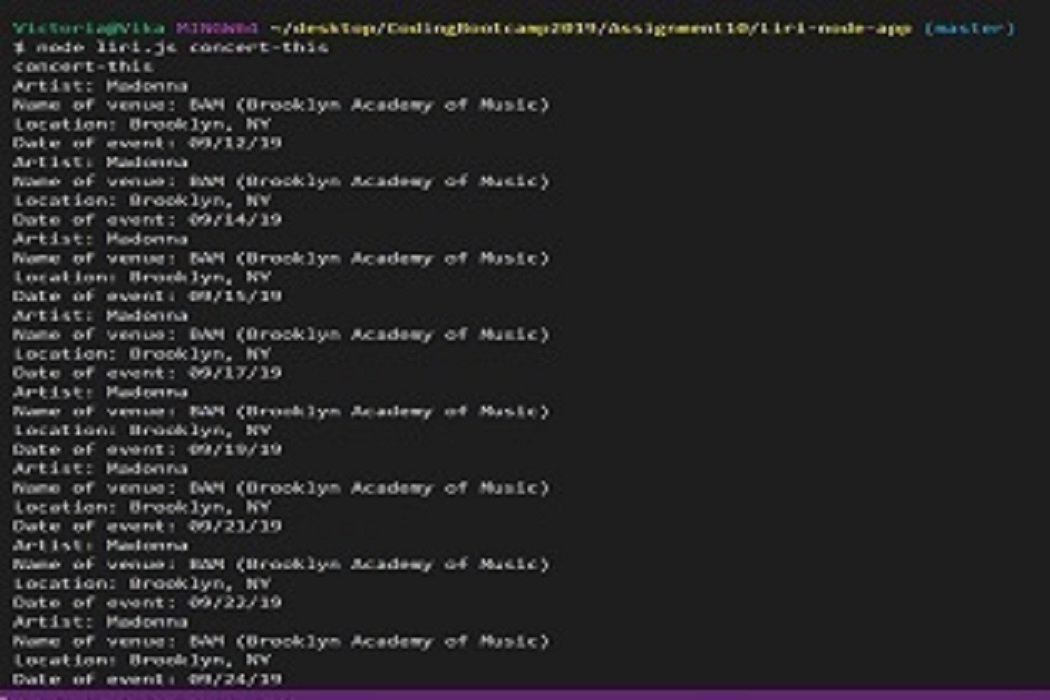 Victoria@Vika MINGW64 ~/desktop/CodingBootcamp2019/Assignment10/liri-node-app (master)
$ node liri.js concert-this
concert-this
Artist: Madonna
Name of venue: BAM (Brooklyn Academy of Music)
Location: Brooklyn, NY
Date of event: 09/12/19
Artist: Madonna
Name of venue: BAM (Brooklyn Academy of Music)
Location: Brooklyn, NY
Date of event: 09/14/19
Artist: Madonna
Name of venue: BAM (Brooklyn Academy of Music)
Location: Brooklyn, NY
Date of event: 09/15/19
Artist: Madonna
Name of venue: BAM (Brooklyn Academy of Music)
Location: Brooklyn, NY
Date of event: 09/17/19
Artist: Madonna
Name of venue: BAM (Brooklyn Academy of Music)
Location: Brooklyn, NY
Date of event: 09/19/19
Artist: Madonna
Name of venue: BAM (Brooklyn Academy of Music)
Location: Brooklyn, NY
Date of event: 09/21/19
Artist: Madonna
Name of venue: BAM (Brooklyn Academy of Music)
Location: Brooklyn, NY
Date of event: 09/22/19
Artist: Madonna
Name of venue: BAM (Brooklyn Academy of Music)
Location: Brooklyn, NY
Date of event: 09/24/19